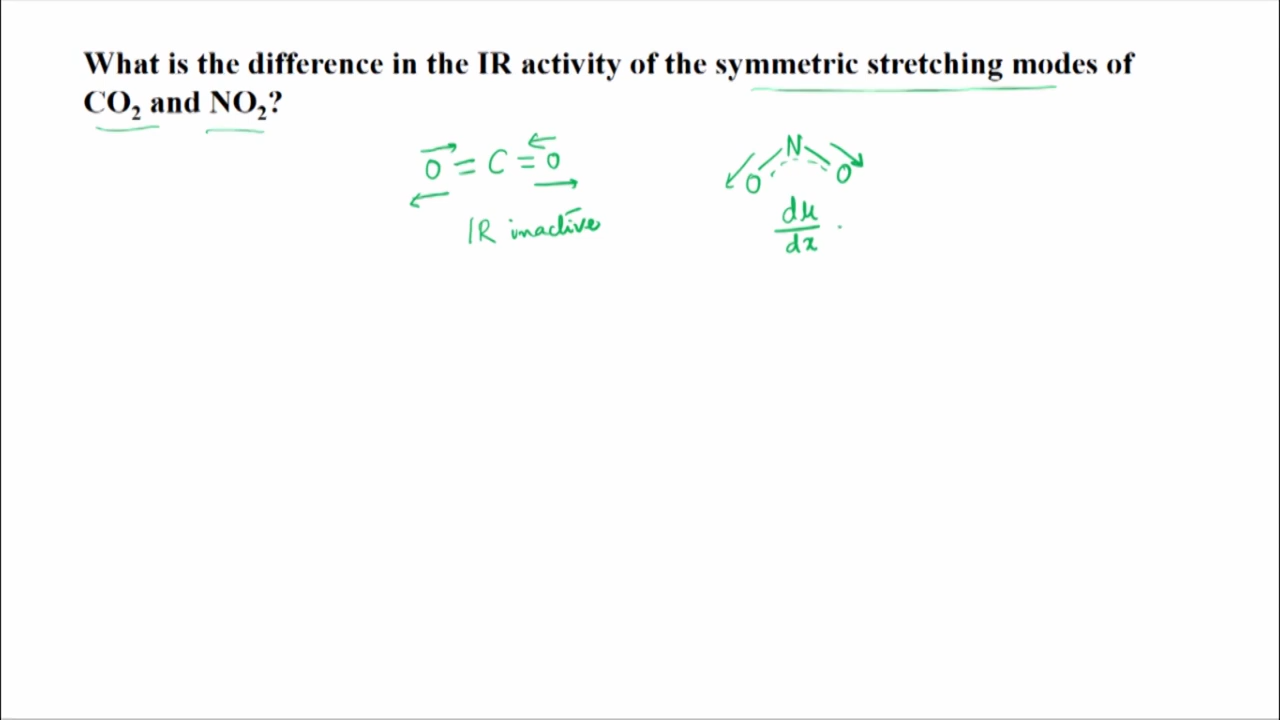 What is the difference in the IR activity of the symmetric stretching modes of
CO₂ and NO₂?
O = C = O
N
O O
IR inactive
dμ
dx